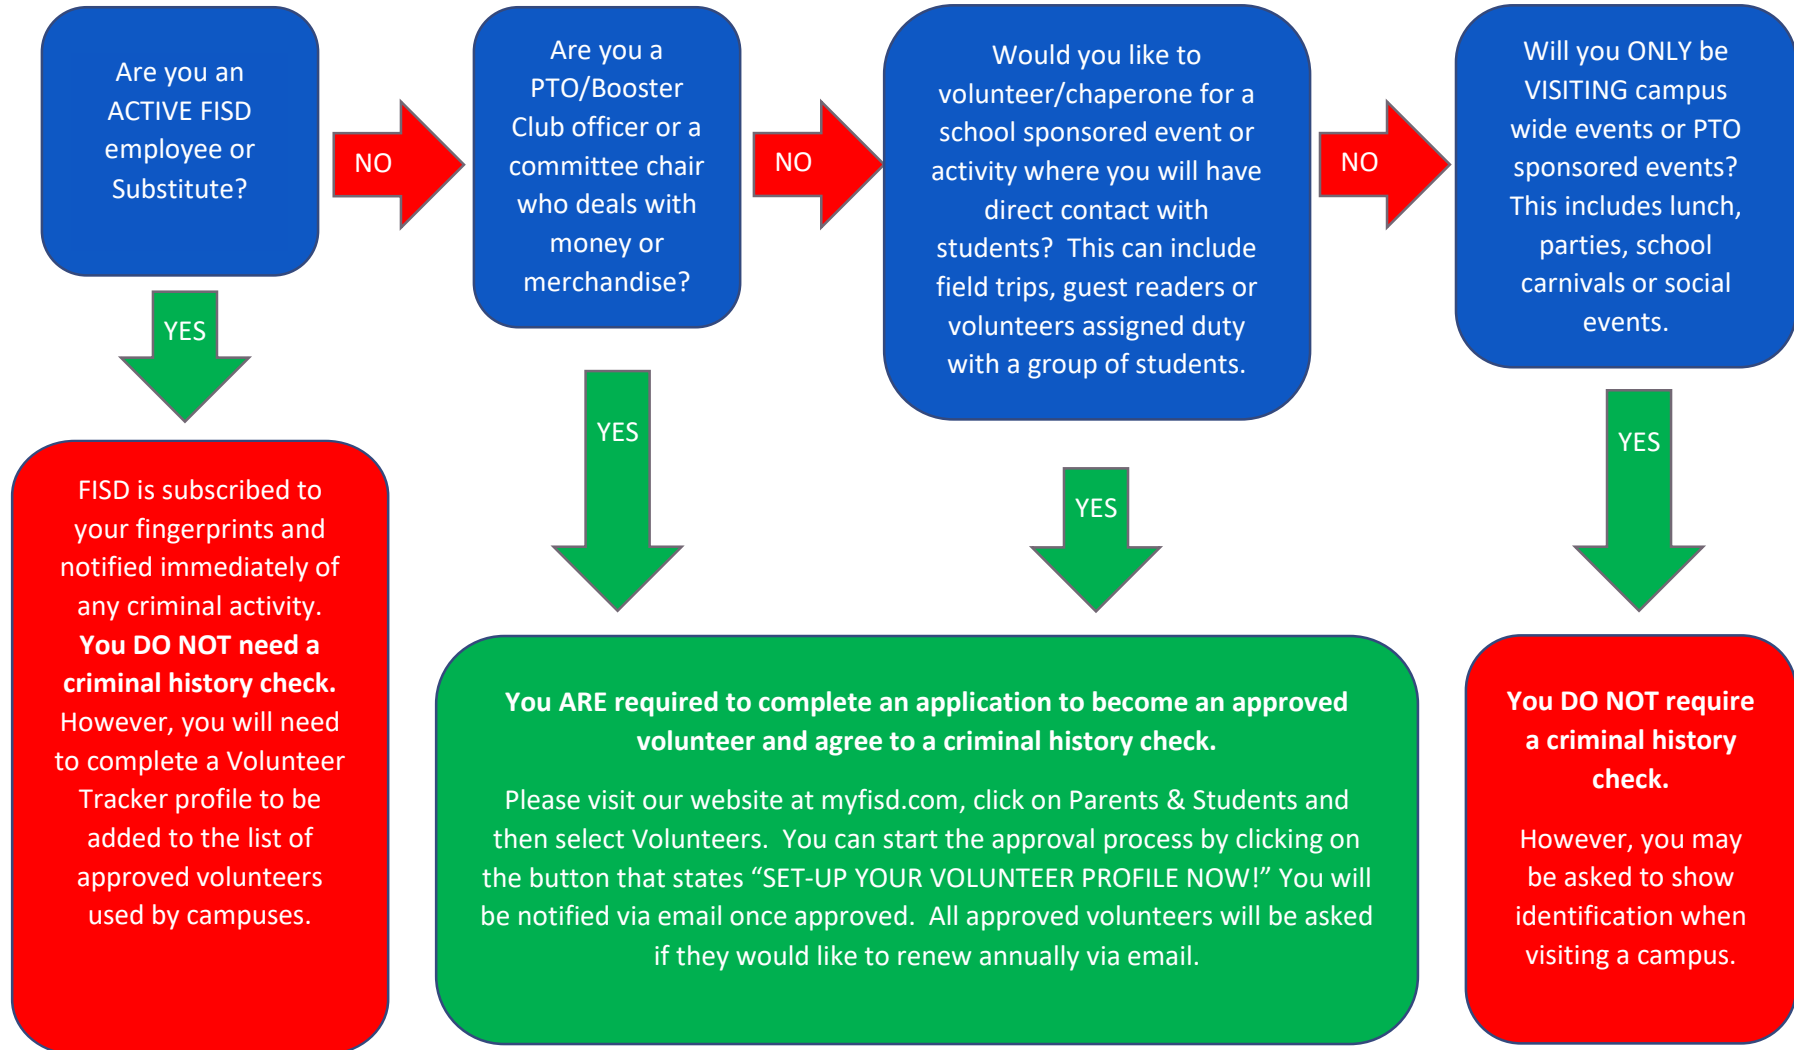 Are you an
ACTIVE FISD
employee or
Substitute?
NO
Are you a
PTO/Booster
Club officer or a
committee chair
who deals with
money or
merchandise?
NO
Would you like to
volunteer/chaperone for a
school sponsored event or
activity where you will have
direct contact with
students?  This can include
field trips, guest readers or
volunteers assigned duty
with a group of students.
NO
Will you ONLY be
VISITING campus
wide events or PTO
sponsored events?
This includes lunch,
parties, school
carnivals or social
events.
YES
YES
YES
YES
FISD is subscribed to
your fingerprints and
notified immediately of
any criminal activity.
You DO NOT need a
criminal history check.
However, you will need
to complete a Volunteer
Tracker profile to be
added to the list of
approved volunteers
used by campuses.
You ARE required to complete an application to become an approved
volunteer and agree to a criminal history check.
Please visit our website at myfisd.com, click on Parents & Students and
then select Volunteers.  You can start the approval process by clicking on
the button that states “SET-UP YOUR VOLUNTEER PROFILE NOW!” You will
be notified via email once approved.  All approved volunteers will be asked
if they would like to renew annually via email.
You DO NOT require
a criminal history
check.
However, you may
be asked to show
identification when
visiting a campus.